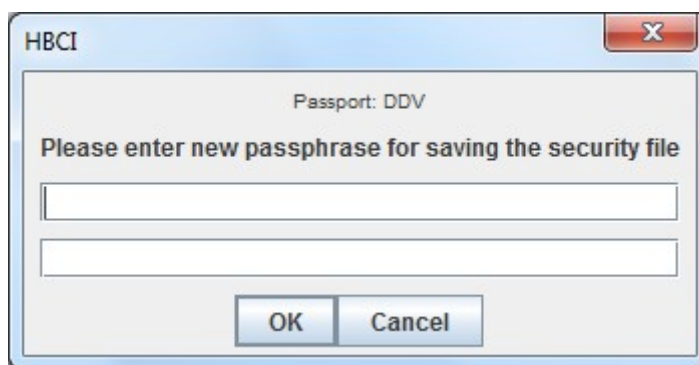 HBCI
Passport: DDV
Please enter new passphrase for saving the security file
OK Cancel